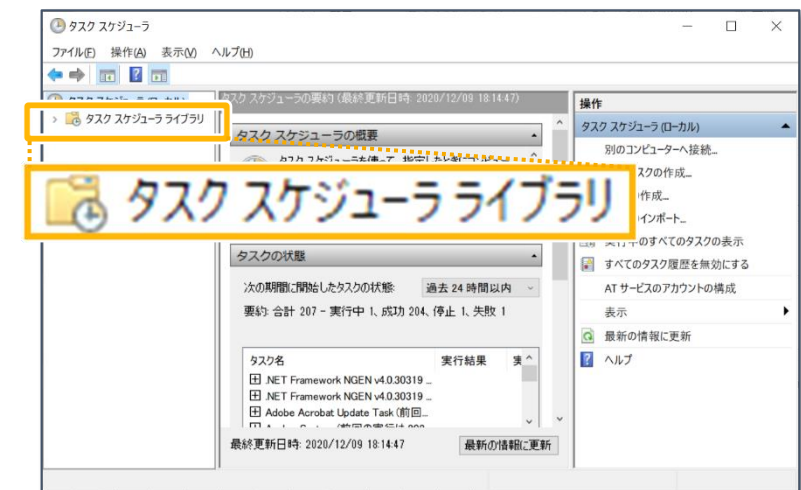 タスク スケジューラ
ファイル(F) 操作(A) 表示(V) ヘルプ(H)
タスク スケジューラ ライブラリ
タスク スケジューラ ライブラリ
タスク スケジューラの要約 (最終更新日時: 2020/12/09 18:14:47)
タスク スケジューラの概要
タスクの状態
次の期間に開始したタスクの状態: 過去 24 時間以内
要約: 合計 207 - 実行中 1、成功 204、停止 1、失敗 1
タスク名 実行結果 実
.NET Framework NGEN v4.0.30319 ...
.NET Framework NGEN v4.0.30319 ...
Adobe Acrobat Update Task (前回...
最終更新日時: 2020/12/09 18:14:47 最新の情報に更新
操作
タスク スケジューラ (ローカル)
別のコンピューターへ接続...
スクの作成...
作成...
インポート...
実行中のすべてのタスクの表示
すべてのタスク履歴を無効にする
AT サービスのアカウントの構成
表示
最新の情報に更新
ヘルプ